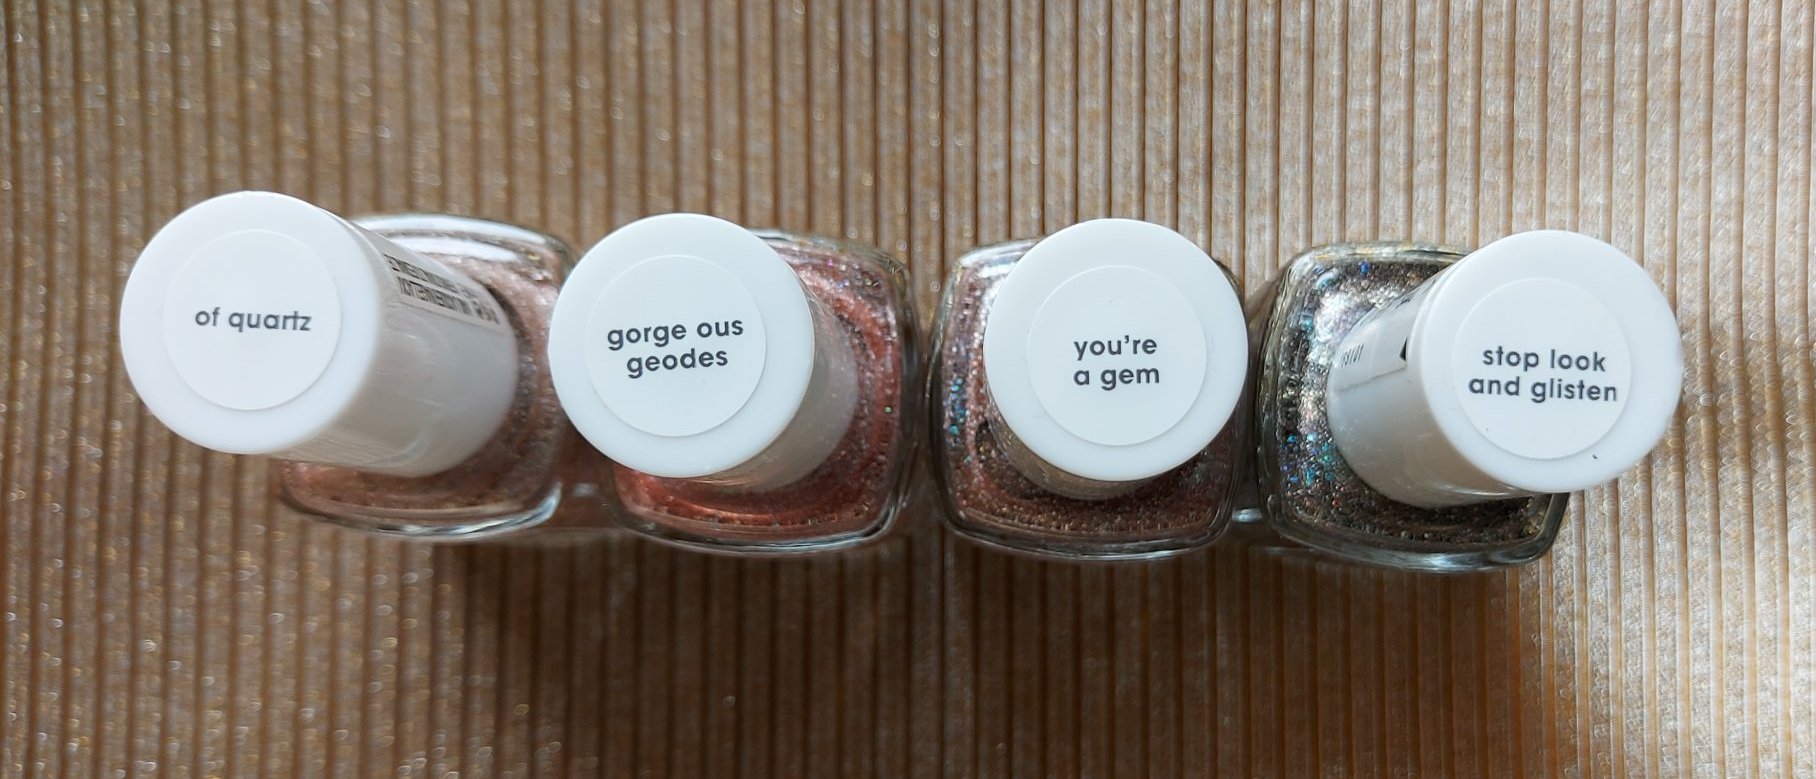 of quartz
gorge ous
geodes
you're
a gem
stop look
and glisten